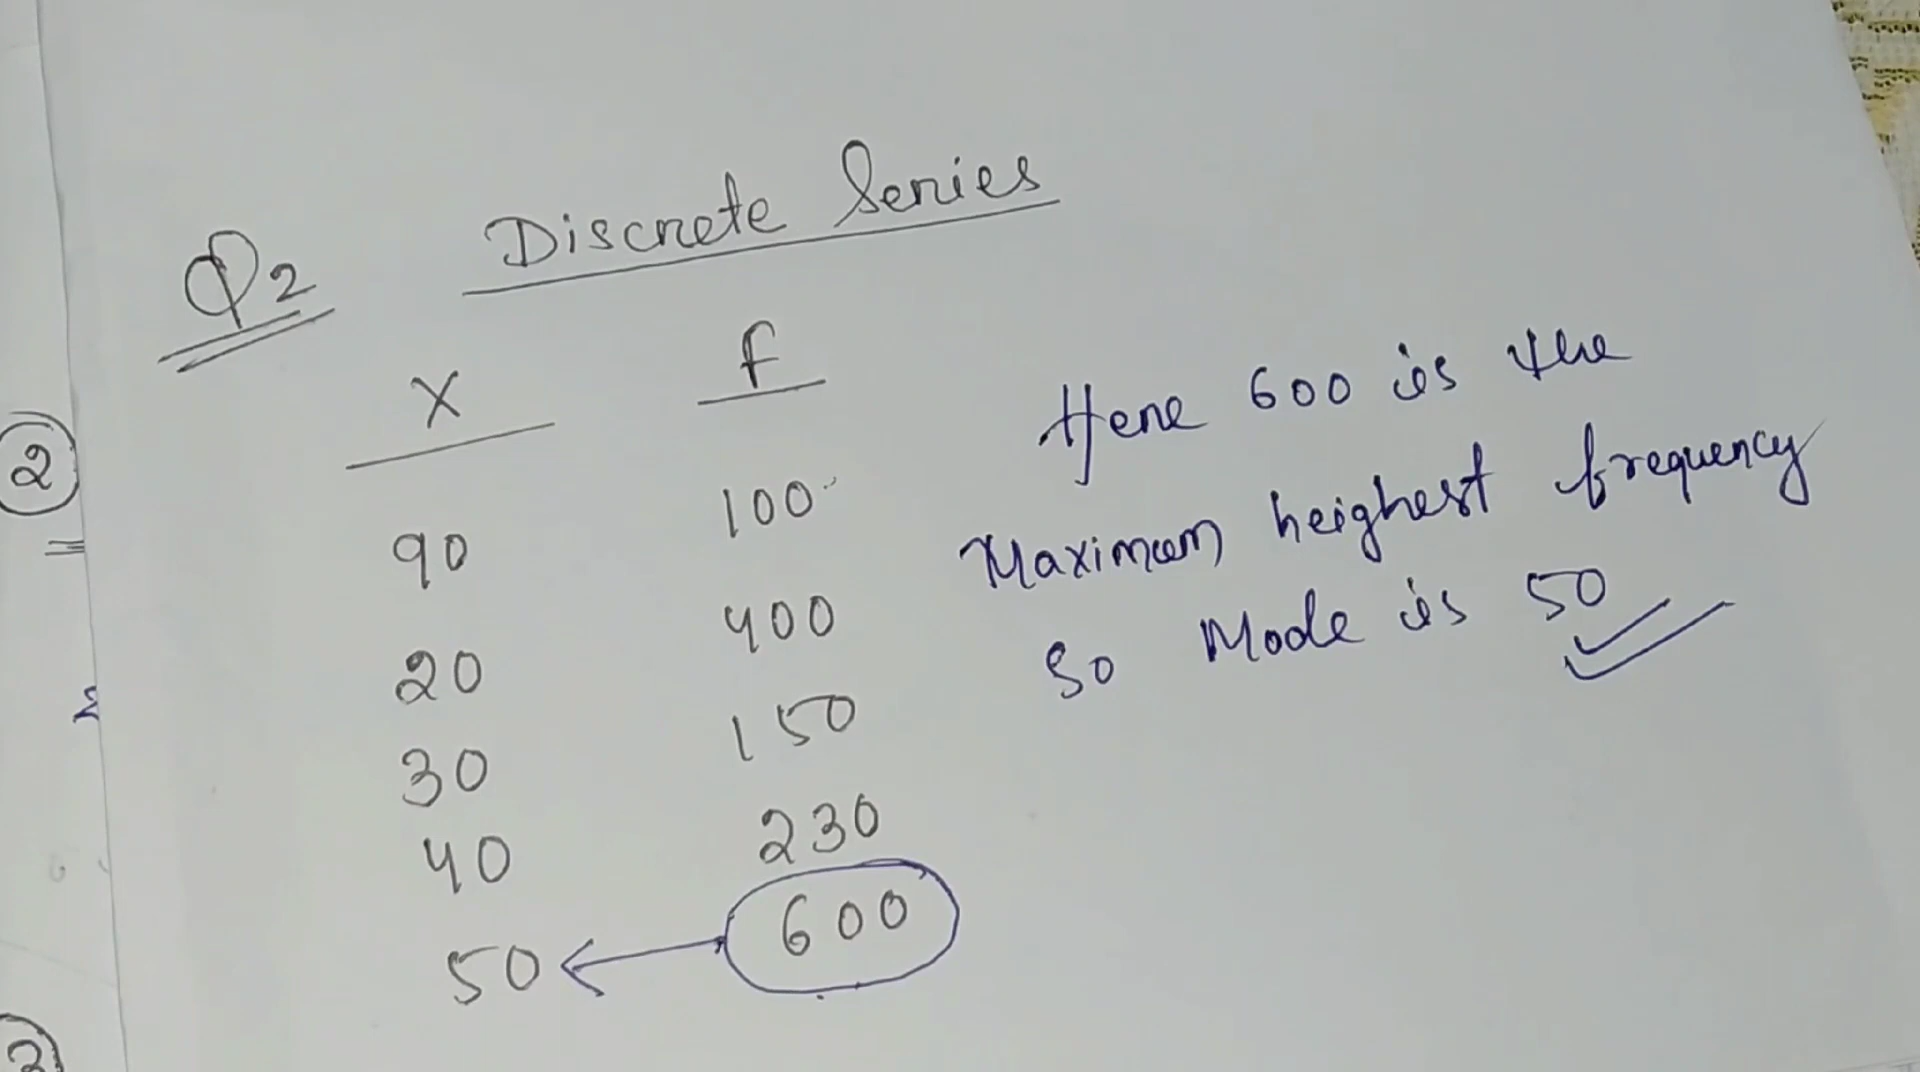 Q2 Discrete Series
X f
90 100
20 400
30 150
40 230
50 600
Here 600 is the
Maximum heighest frequency
So Mode is 50
2